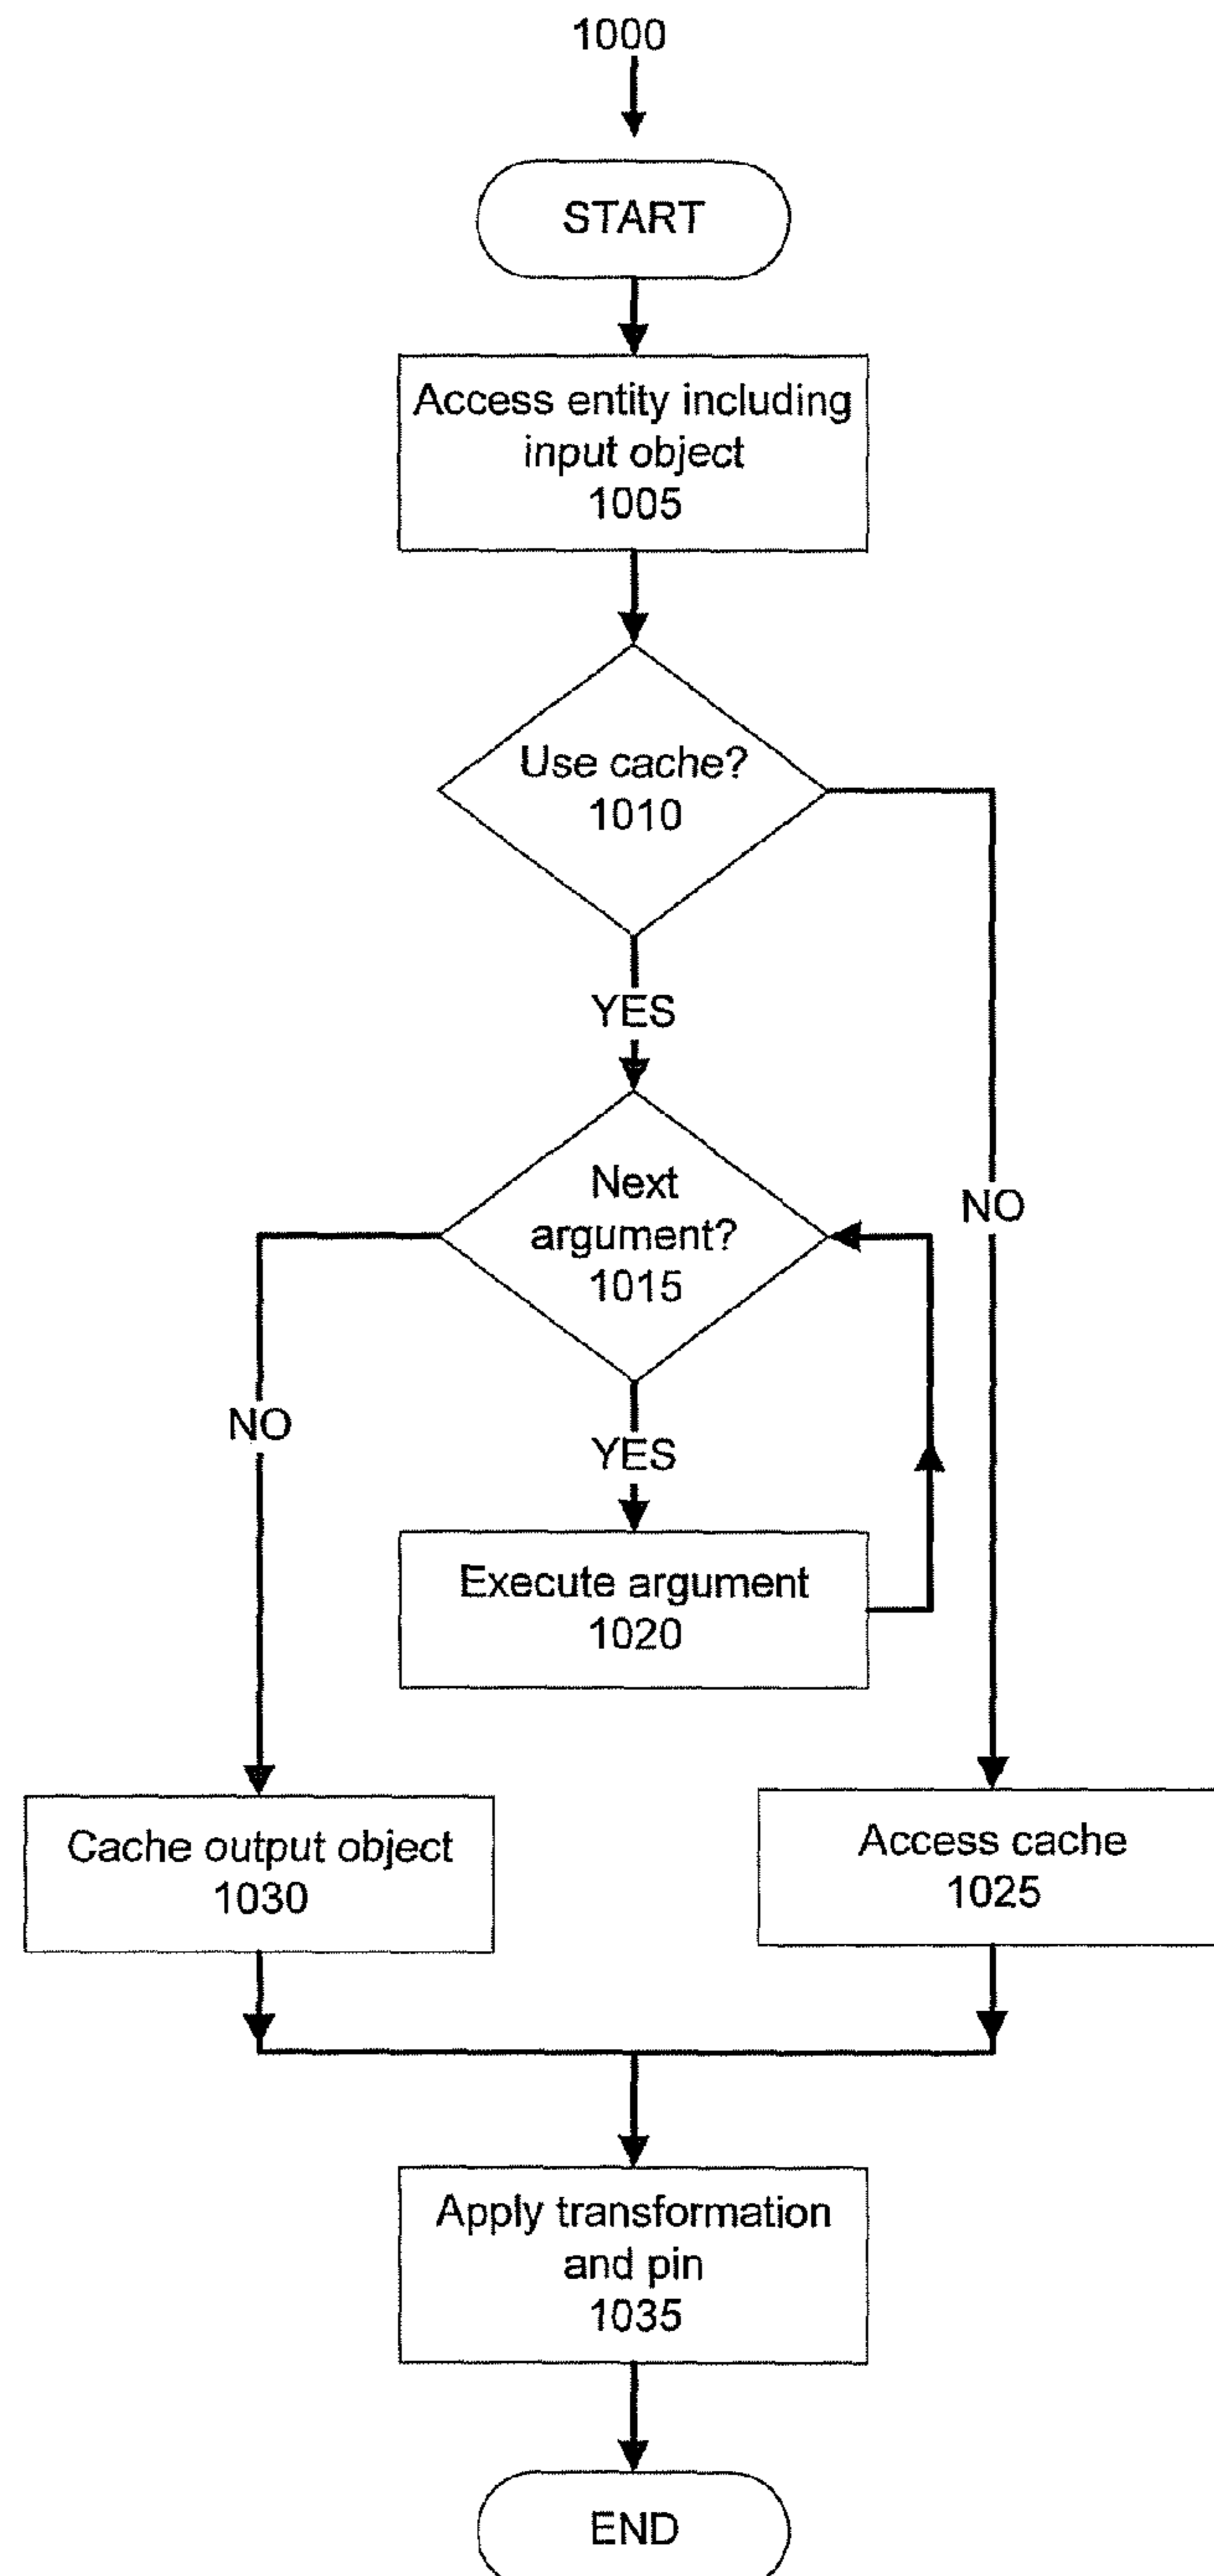 1000
START
Access entity including
input object
1005
Use cache?
1010
YES
NO
Next
argument?
1015
NO
YES
Execute argument
1020
Cache output object
1030
Access cache
1025
Apply transformation
and pin
1035
END